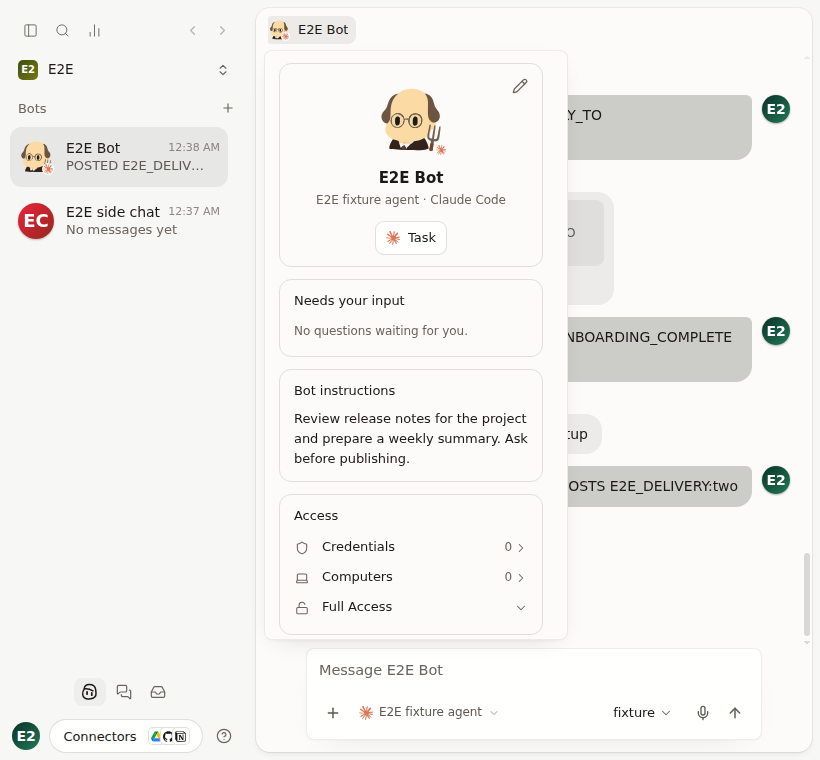 E2 E2E
Bots
E2E Bot 12:38 AM
POSTED E2E_DELIV…
EC E2E side chat 12:37 AM
No messages yet
E2 Connectors
E2E Bot
E2E Bot
E2E fixture agent · Claude Code
Task
Needs your input
No questions waiting for you.
Bot instructions
Review release notes for the project
and prepare a weekly summary. Ask
before publishing.
Access
Credentials 0
Computers 0
Full Access
Y_TO
E2
O
NBOARDING_COMPLETE
E2
tup
OSTS E2E_DELIVERY:two
E2
Message E2E Bot
E2E fixture agent
fixture